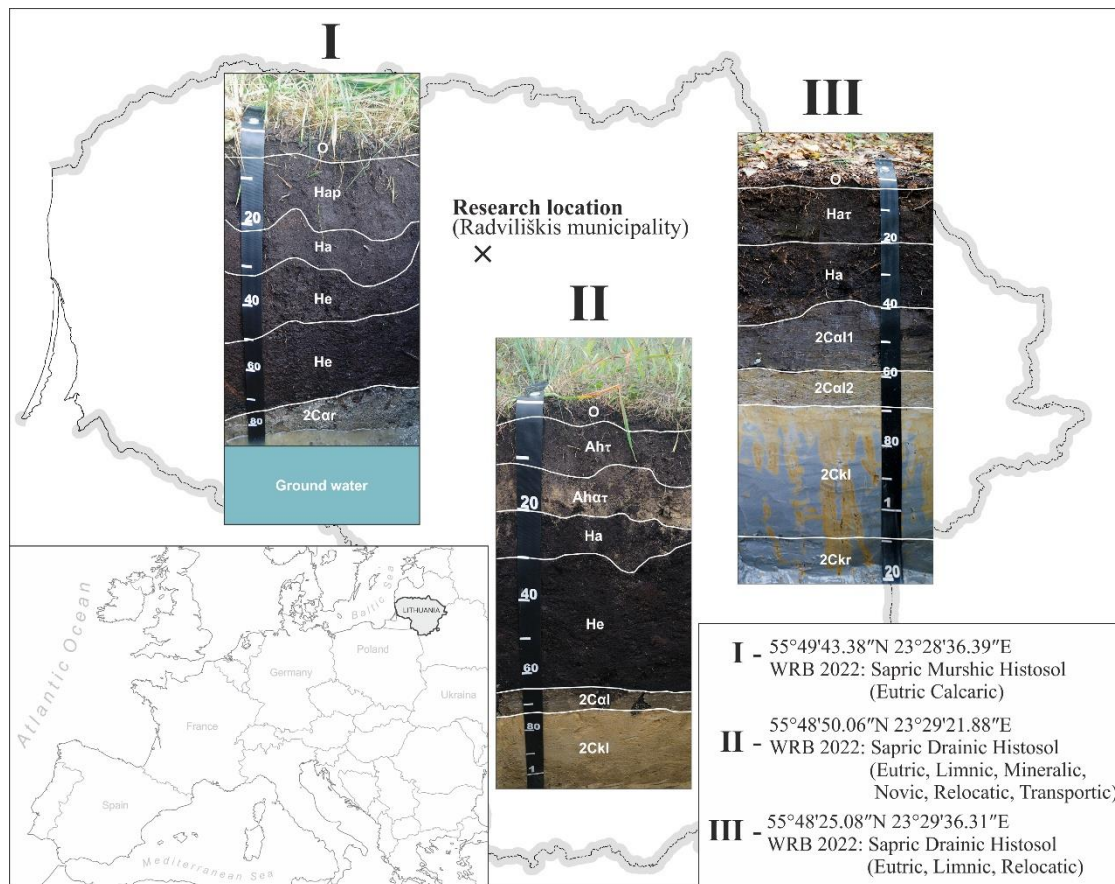 I
O
Hap
20
Ha
He
40
He
60
2Cαr
80
Ground water
Research location
(Radviliškis municipality)
×
II
O
Ahτ
Ahατ
20
Ha
40
He
60
2Cαl
80
2Ckl
1
III
O
Haτ
20
Ha
40
2Cαl1
60
2Cαl2
80
2Ckl
1
2Ckr
20
Atlantic Ocean
Baltic Sea
LITHUANIA
Poland
Germany
Ukraina
France
Spain
Mediterranean Sea
I - 55°49'43.38″N 23°28'36.39″E
WRB 2022: Sapric Murshic Histosol
(Eutric Calcaric)
II - 55°48'50.06″N 23°29'21.88″E
WRB 2022: Sapric Drainic Histosol
(Eutric, Limnic, Mineralic,
Novic, Relocatic, Transportic)
III - 55°48'25.08″N 23°29'36.31″E
WRB 2022: Sapric Drainic Histosol
(Eutric, Limnic, Relocatic)